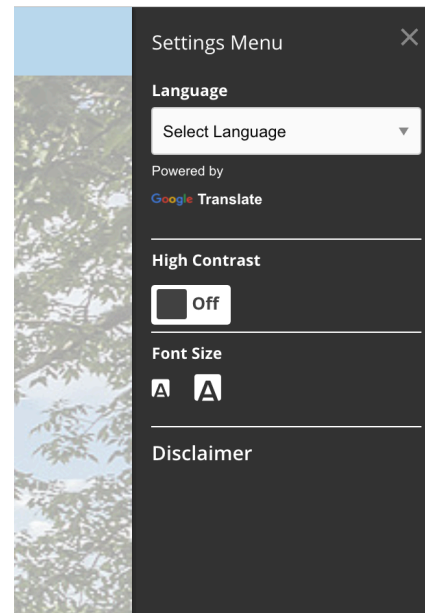 Settings Menu
Language
Select Language
Powered by
Google Translate
High Contrast
Off
Font Size
A A
Disclaimer